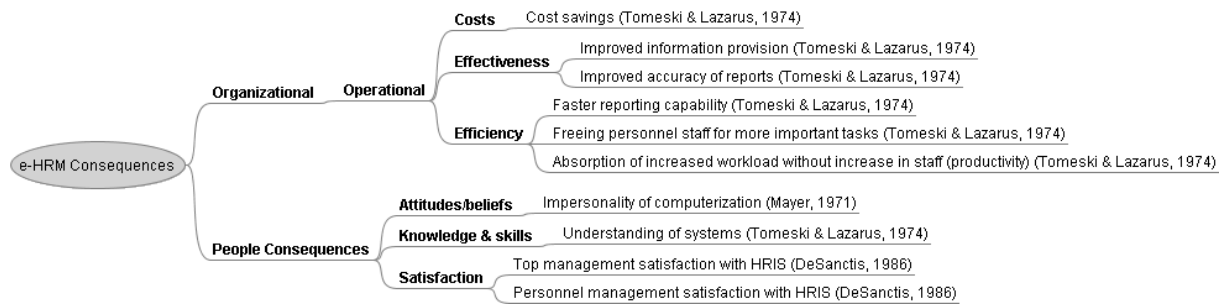 e-HRM Consequences
Organizational
Operational
Costs
Cost savings (Tomeski & Lazarus, 1974)
Effectiveness
Improved information provision (Tomeski & Lazarus, 1974)
Improved accuracy of reports (Tomeski & Lazarus, 1974)
Efficiency
Faster reporting capability (Tomeski & Lazarus, 1974)
Freeing personnel staff for more important tasks (Tomeski & Lazarus, 1974)
Absorption of increased workload without increase in staff (productivity) (Tomeski & Lazarus, 1974)
People Consequences
Attitudes/beliefs
Impersonality of computerization (Mayer, 1971)
Knowledge & skills
Understanding of systems (Tomeski & Lazarus, 1974)
Satisfaction
Top management satisfaction with HRIS (DeSanctis, 1986)
Personnel management satisfaction with HRIS (DeSanctis, 1986)